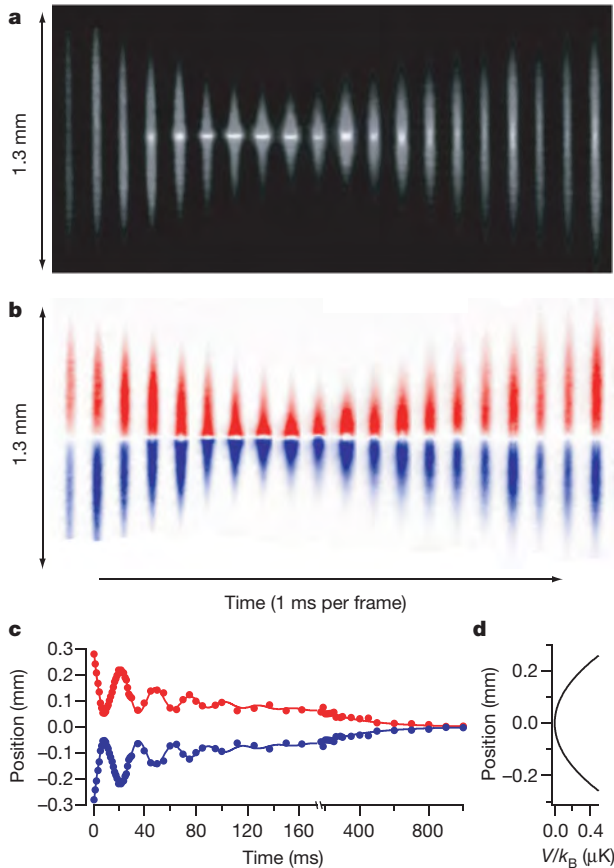 a
1.3 mm
b
1.3 mm
Time (1 ms per frame)
c
Position (mm)
0.3
0.2
0.1
0.0
–0.1
–0.2
–0.3
0 40 80 120 160 400 800
Time (ms)
d
Position (mm)
0.2
0.0
–0.2
0.0 0.4
V/kB (μK)